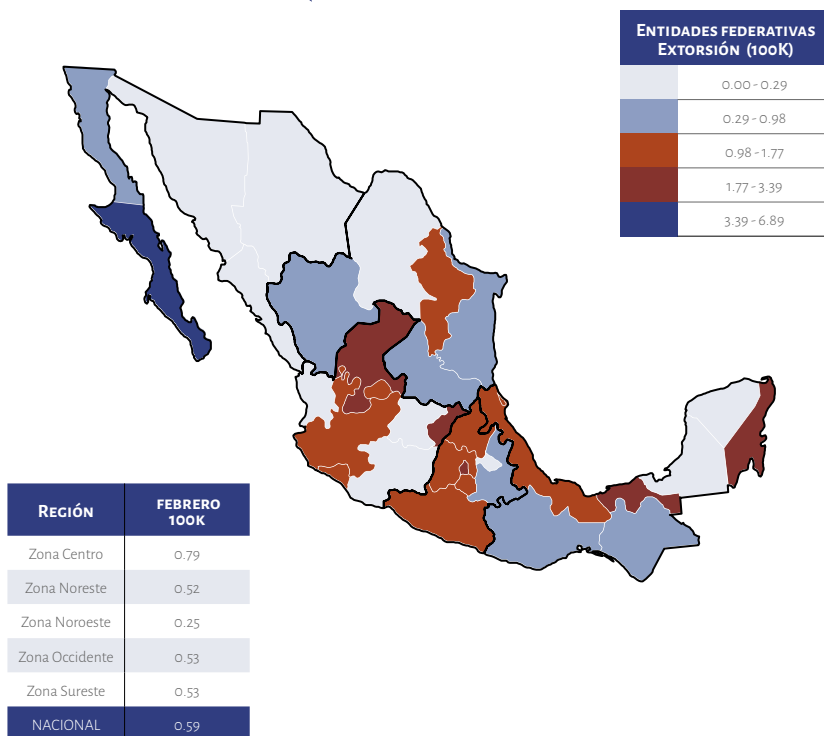 Entidades federativas
Extorsión (100K)
0.00 - 0.29
0.29 - 0.98
0.98 - 1.77
1.77 - 3.39
3.39 - 6.89
Región FEBRERO
100K
Zona Centro 0.79
Zona Noreste 0.52
Zona Noroeste 0.25
Zona Occidente 0.53
Zona Sureste 0.53
NACIONAL 0.59